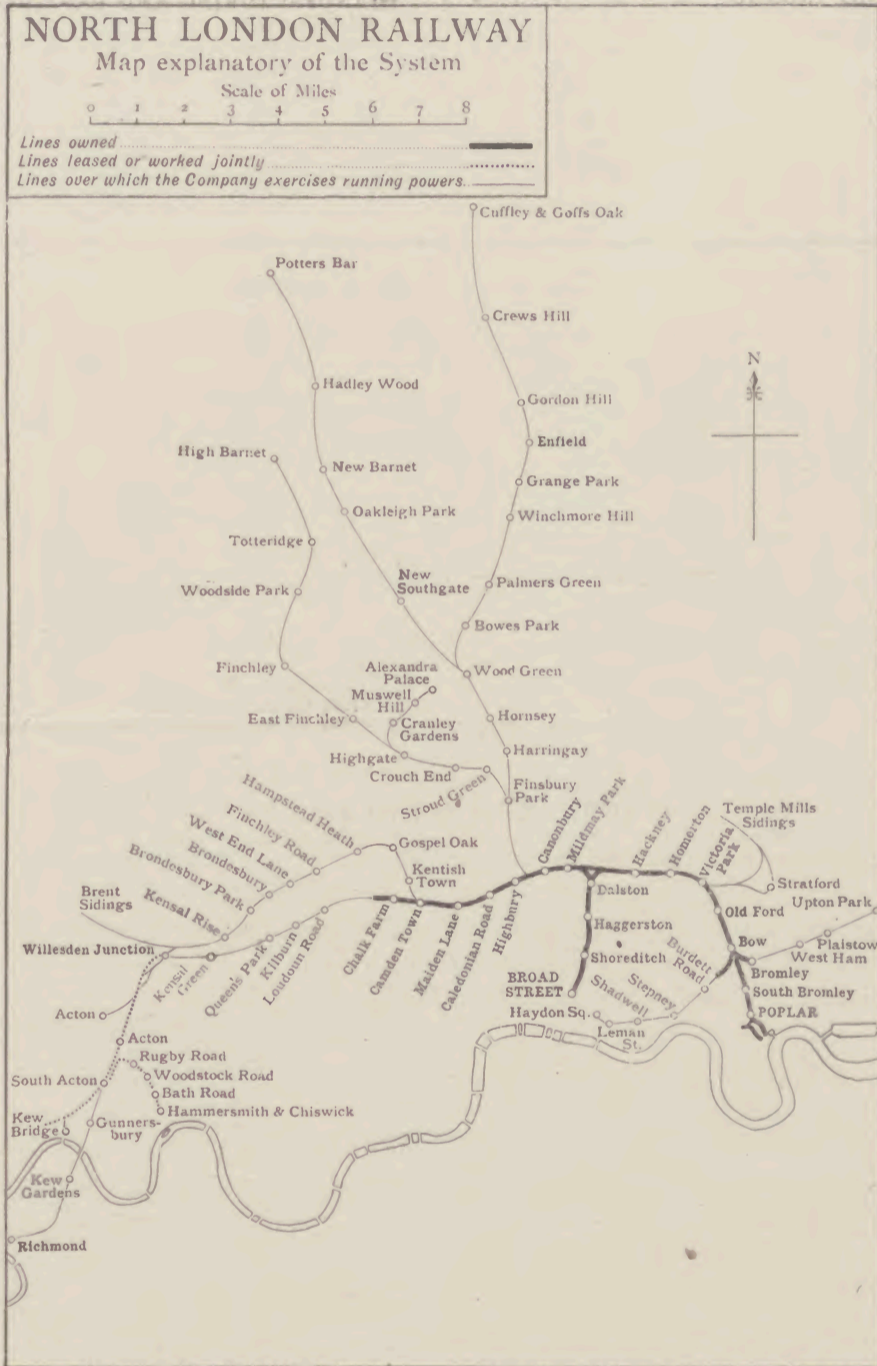 NORTH LONDON RAILWAY
Map explanatory of the System
Scale of Miles
0 1 2 3 4 5 6 7 8
Lines owned
Lines leased or worked jointly
Lines over which the Company exercises running powers
Cuffley & Goffs Oak
Potters Bar
Crews Hill
N
Hadley Wood
Gordon Hill
Enfield
High Barnet
New Barnet
Grange Park
Oakleigh Park
Winchmore Hill
Totteridge
New
Southgate
Palmers Green
Woodside Park
Bowes Park
Finchley
Alexandra
Palace
Wood Green
Muswell
Hill
East Finchley
Cranley
Gardens
Hornsey
Highgate
Harringay
Crouch End
Stroud Green
Finsbury
Park
Hampstead Heath
Finchley Road
West End Lane
Brondesbury
Brondesbury Park
Kensal Rise
Gospel Oak
Kentish
Town
Canonbury
Mildmay Park
Hackney
Homerton
Victoria
Park
Temple Mills
Sidings
Brent
Sidings
Dalston
Stratford
Upton Park
Old Ford
Haggerston
Willesden Junction
Kensal
Green
Queen's Park
Kilburn
Loudoun Road
Chalk Farm
Camden Town
Maiden Lane
Caledonian Road
Highbury
Shoreditch
Burdett
Road
Bow
Plaistow
West Ham
Bromley
BROAD
STREET
Stepney
Shadwell
South Bromley
Haydon Sq.
Leman
St.
POPLAR
Acton
Acton
Rugby Road
South Acton
Woodstock Road
Bath Road
Hammersmith & Chiswick
Kew
Bridge
Gunners-
bury
Kew
Gardens
Richmond